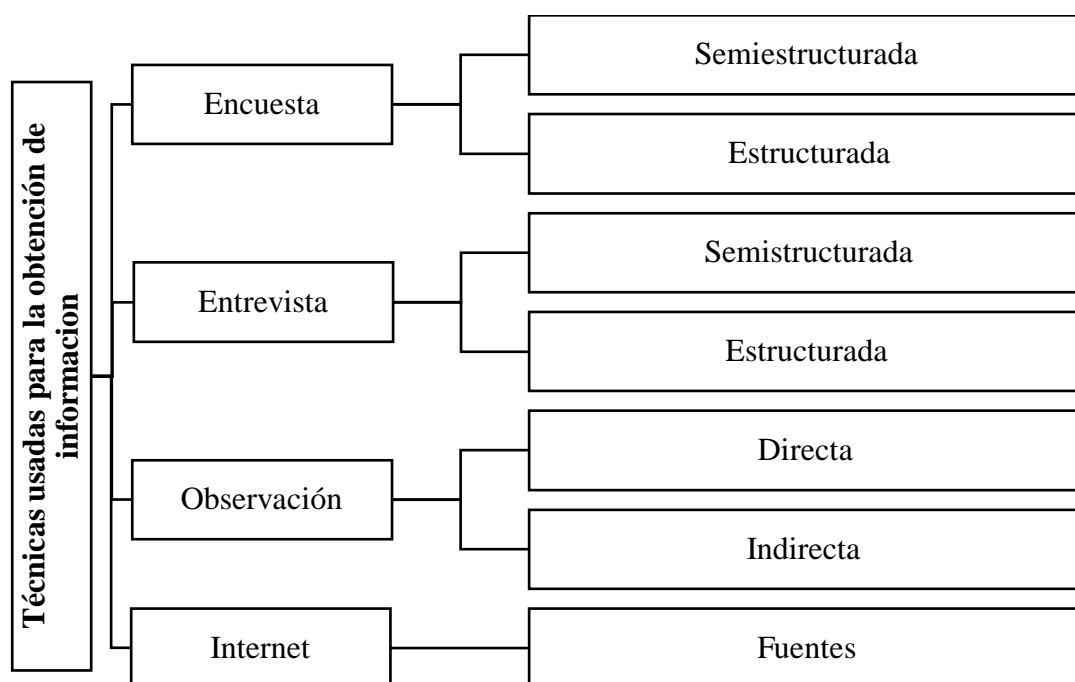 Técnicas usadas para la obtención de
informacion
Encuesta
Semiestructurada
Estructurada
Entrevista
Semistructurada
Estructurada
Observación
Directa
Indirecta
Internet
Fuentes